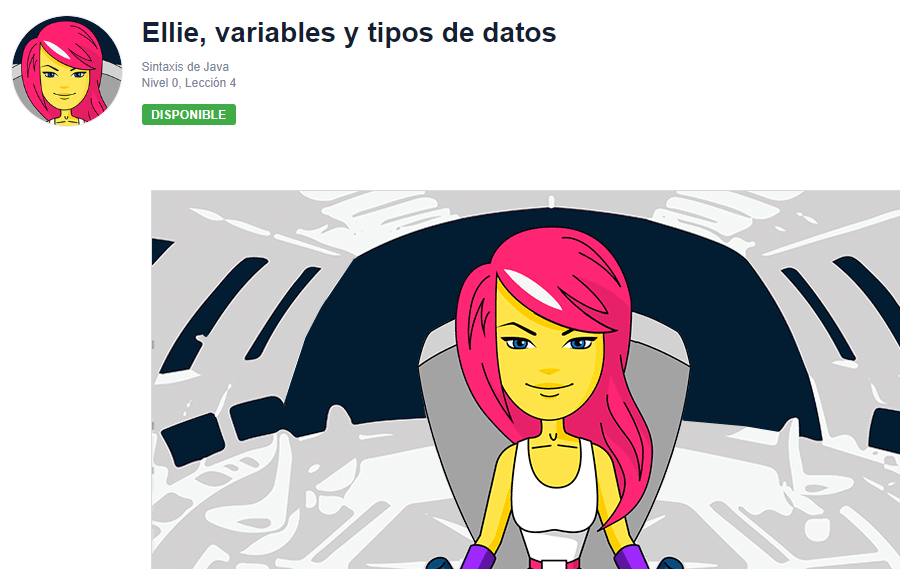 Ellie, variables y tipos de datos
Sintaxis de Java
Nivel 0, Lección 4
DISPONIBLE